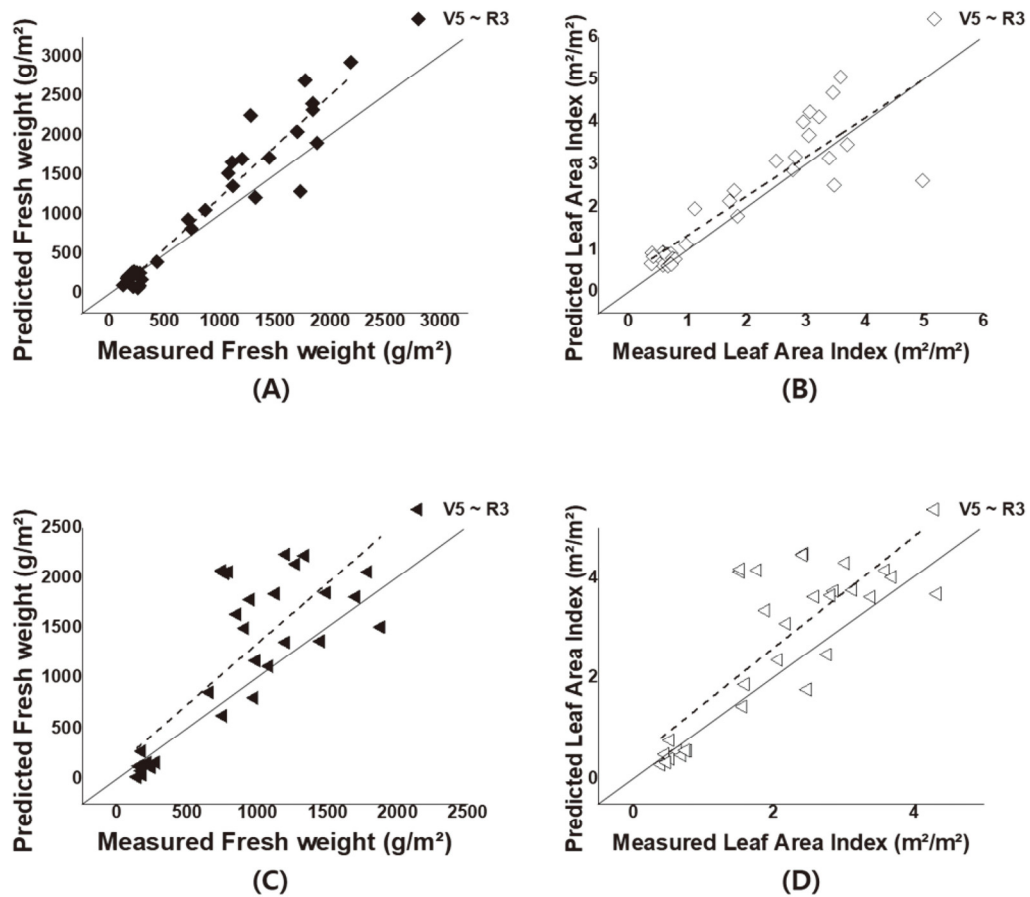 V5 ~ R3
Predicted Fresh weight (g/m²)
3000
2500
2000
1500
1000
500
0
0 500 1000 1500 2000 2500 3000
Measured Fresh weight (g/m²)
(A)
V5 ~ R3
Predicted Leaf Area Index (m²/m²)
6
5
4
3
2
1
0
0 1 2 3 4 5 6
Measured Leaf Area Index (m²/m²)
(B)
V5 ~ R3
Predicted Fresh weight (g/m²)
2500
2000
1500
1000
500
0
0 500 1000 1500 2000 2500
Measured Fresh weight (g/m²)
(C)
V5 ~ R3
Predicted Leaf Area Index (m²/m²)
4
2
0
0 2 4
Measured Leaf Area Index (m²/m²)
(D)